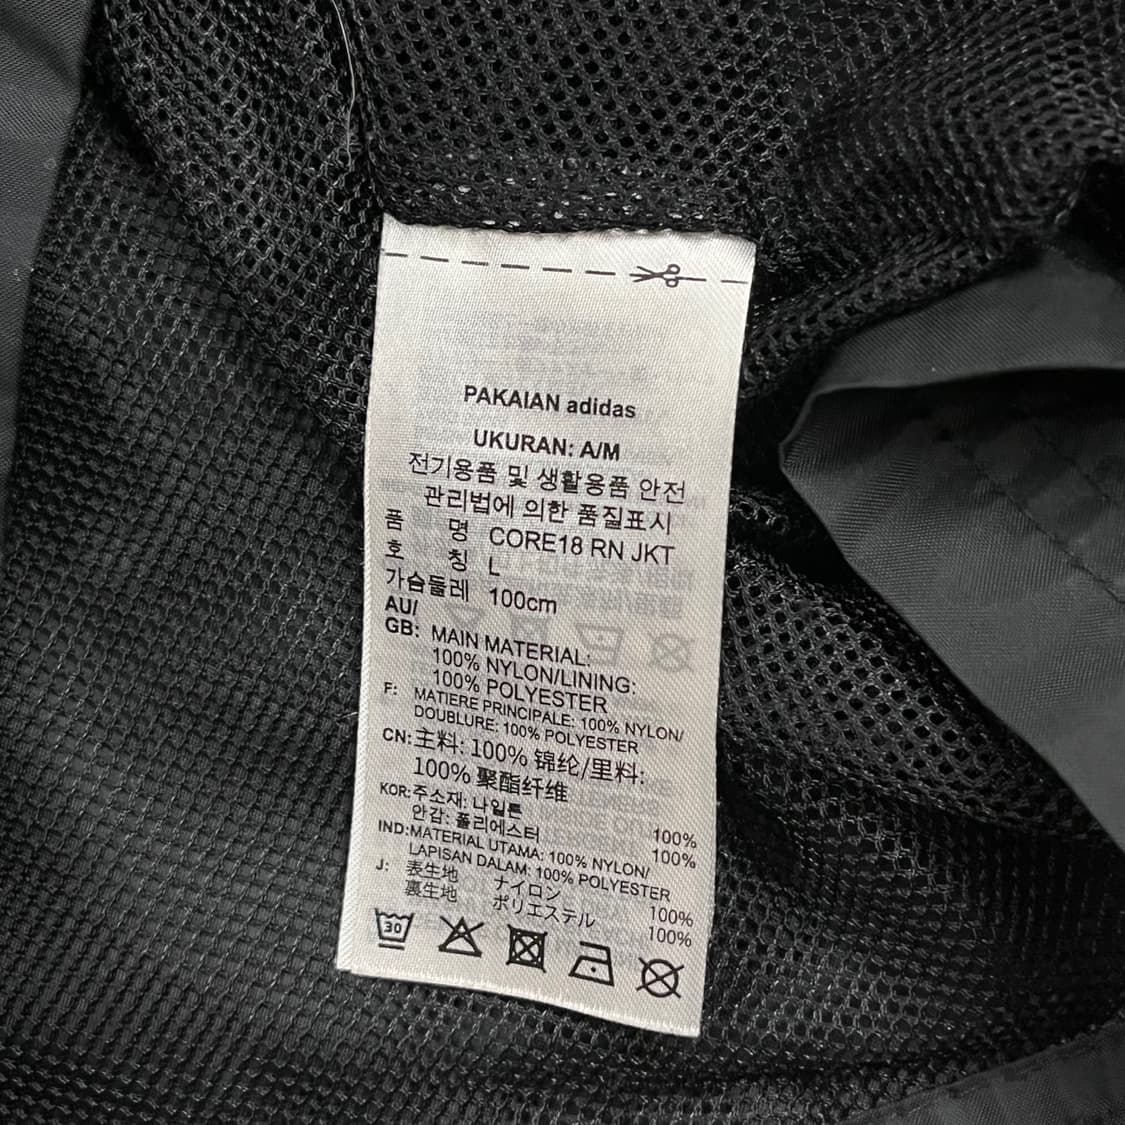 PAKAIAN adidas
UKURAN: A/M
전기용품 및 생활용품 안전
관리법에 의한 품질표시
품 명 CORE18 RN JKT
호 칭 L
가슴둘레 100cm
AU/
GB: MAIN MATERIAL:
100% NYLON/LINING:
100% POLYESTER
F: MATIERE PRINCIPALE: 100% NYLON/
DOUBLURE: 100% POLYESTER
CN: 主料: 100% 锦纶/里料:
100% 聚酯纤维
KOR: 주소재: 나일론 100%
안감: 폴리에스터 100%
IND: MATERIAL UTAMA: 100% NYLON/
LAPISAN DALAM: 100% POLYESTER
J: 表生地 ナイロン 100%
裏生地 ポリエステル 100%
30